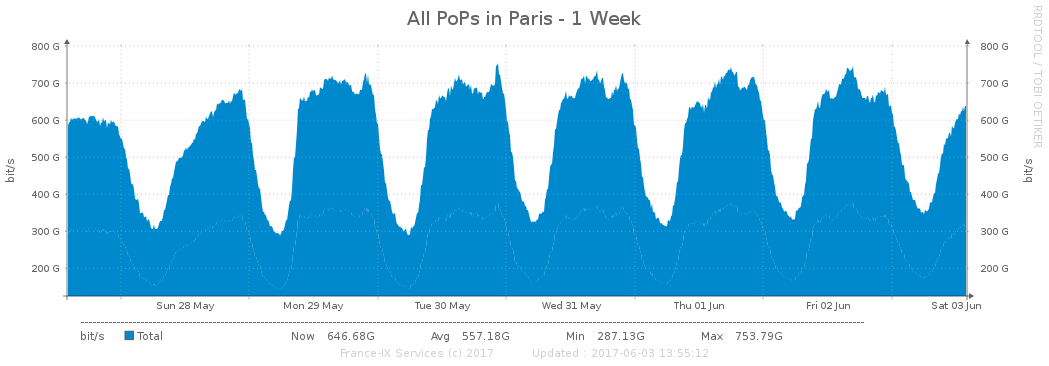 All PoPs in Paris - 1 Week
RRDTOOL / TOBI OETIKER
800 G 800 G
700 G 700 G
600 G 600 G
500 G 500 G
400 G 400 G
300 G 300 G
200 G 200 G
bit/s bit/s
Sun 28 May Mon 29 May Tue 30 May Wed 31 May Thu 01 Jun Fri 02 Jun Sat 03 Jun
bit/s Total Now 646.68G Avg 557.18G Min 287.13G Max 753.79G
France-IX Services (c) 2017 Updated : 2017-06-03 13:55:12